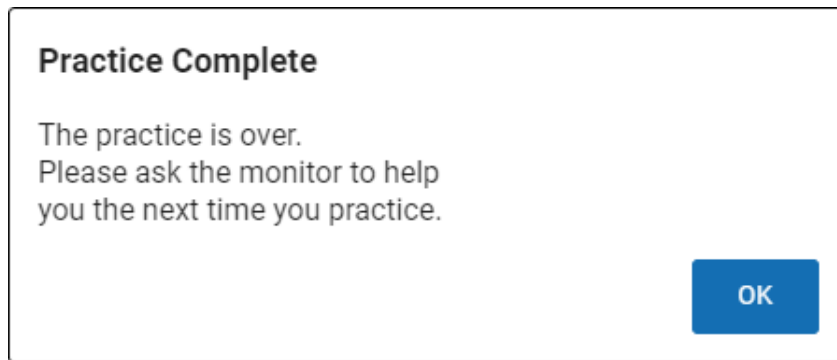 Practice Complete
The practice is over.
Please ask the monitor to help
you the next time you practice.
OK